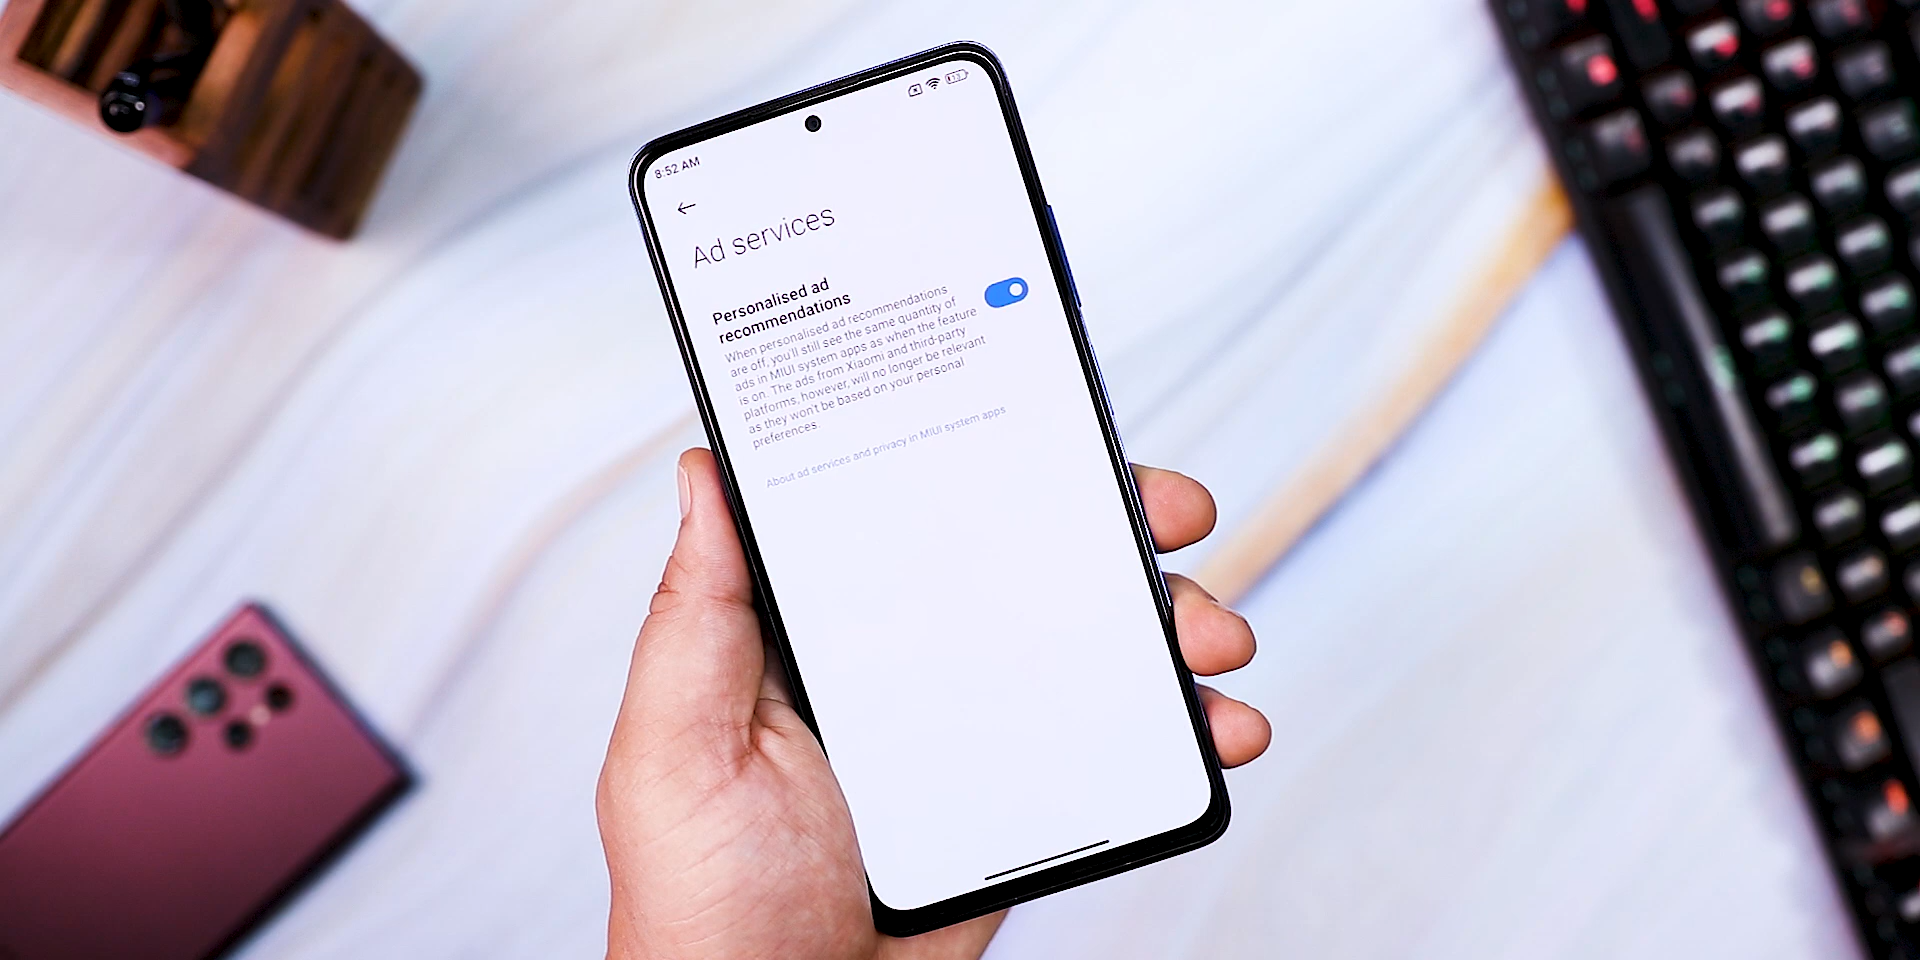 8:52 AM
Ad services
Personalised ad
recommendations
When personalised ad recommendations
are off, you'll still see the same quantity of
ads in MIUI system apps as when the feature
is on. The ads from Xiaomi and third-party
platforms, however, will no longer be relevant
as they won't be based on your personal
preferences.
About ad services and privacy in MIUI system apps